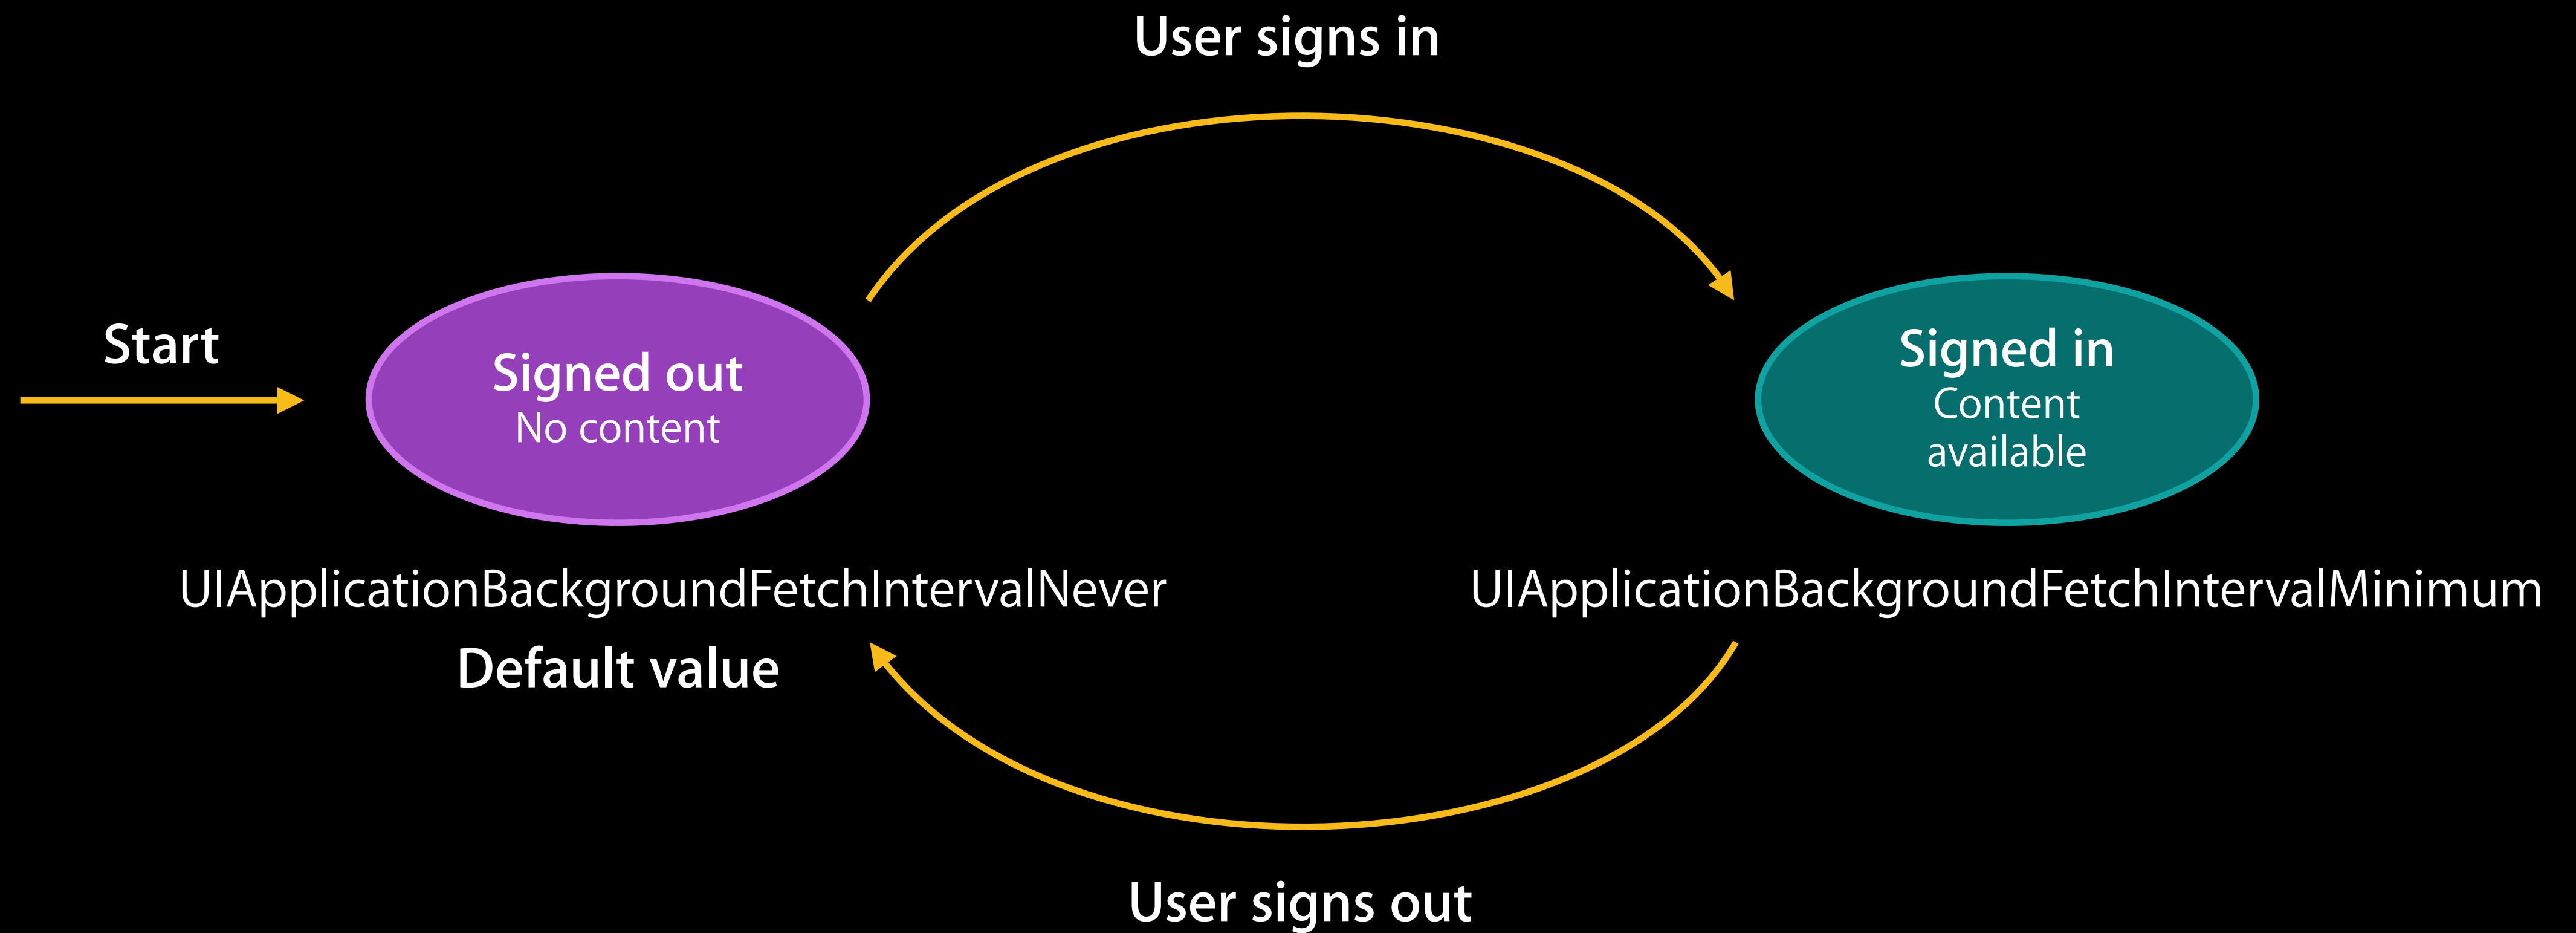 User signs in
Start
Signed out
No content
Signed in
Content
available
UIApplicationBackgroundFetchIntervalNever
Default value
UIApplicationBackgroundFetchIntervalMinimum
User signs out